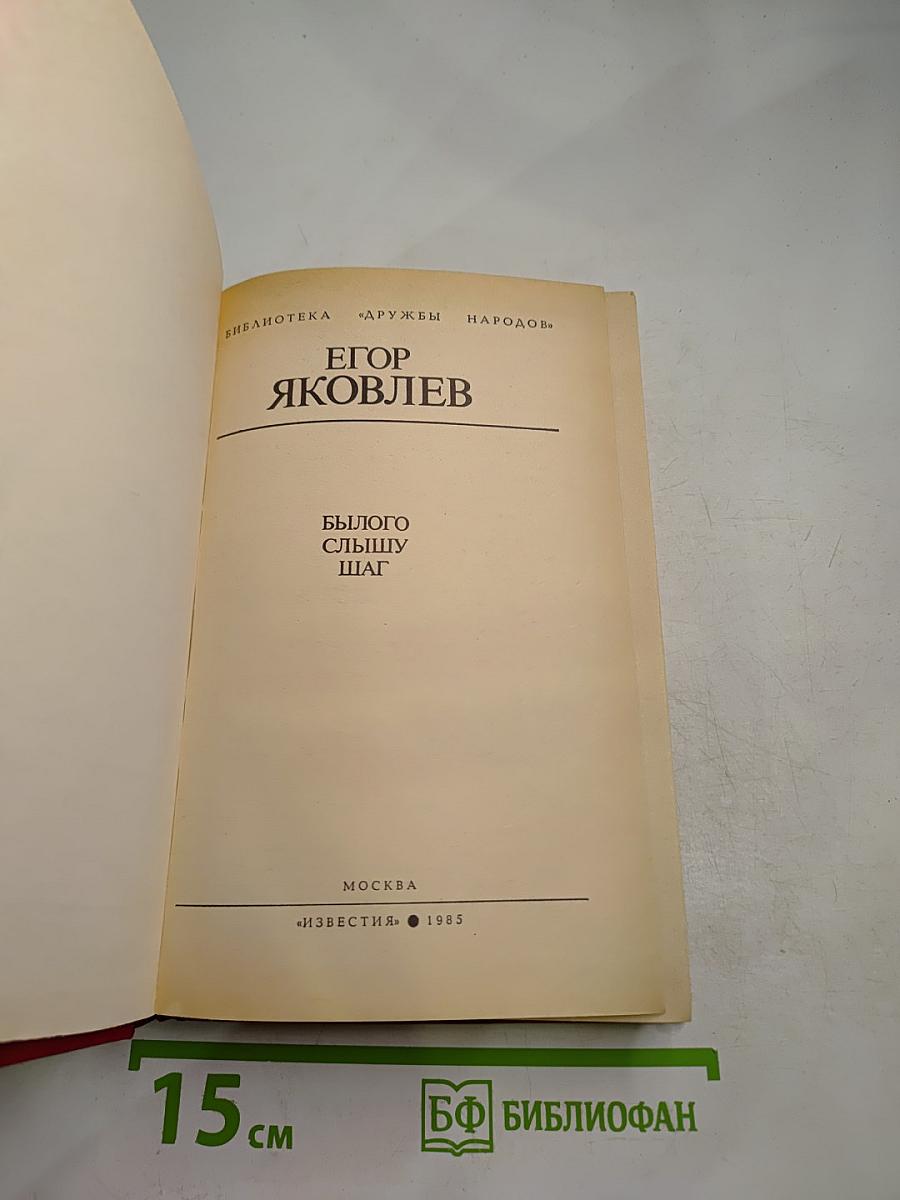 БИБЛИОТЕКА «ДРУЖБЫ НАРОДОВ»
ЕГОР
ЯКОВЛЕВ
БЫЛОГО
СЛЫШУ
ШАГ
МОСКВА
«ИЗВЕСТИЯ» ● 1985
15 см
БФ БИБЛИОФАН